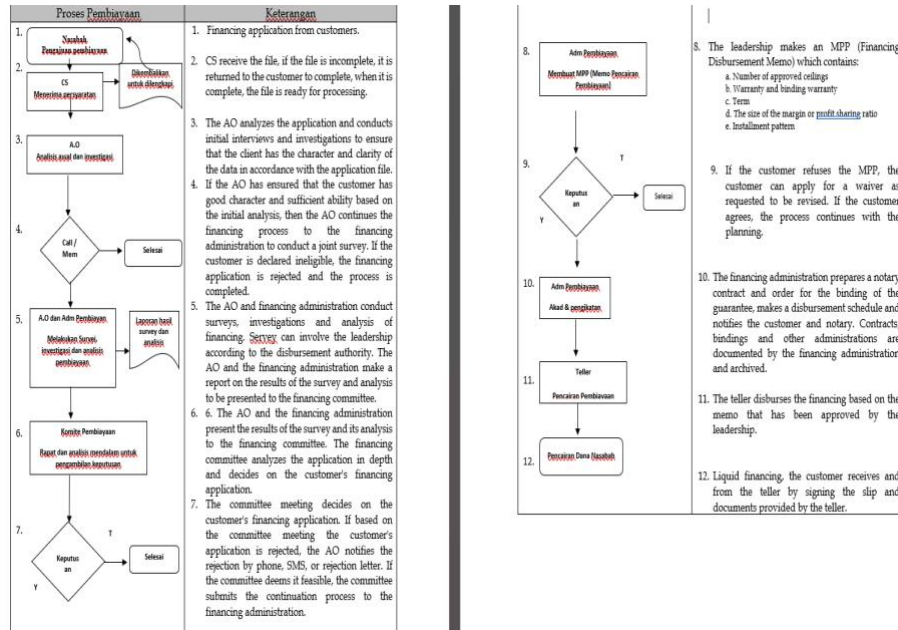 Proses Pembiayaan
Keterangan
1.
Nasabah
Pengajuan pembiayaan
2.
CS
Menerima persyaratan
Dikembalikan
untuk dilengkapi
3.
A.O
Analisis awal dan investigasi
4.
Call /
Mem
Selesai
5.
A.O dan Adm Pembiayan
Melakukan Survei,
investigasi dan analisis
pembiayaan
Laporan hasil
survey dan
analisis
6.
Komite Pembiayaan
Rapat dan analisis mendalam untuk
pengambilan keputusan
7.
T
Keputus
an
Selesai
Y
1. Financing application from customers.
2. CS receive the file, if the file is incomplete, it is
returned to the customer to complete, when it is
complete, the file is ready for processing.
3. The AO analyzes the application and conducts
initial interviews and investigations to ensure
that the client has the character and clarity of
the data in accordance with the application file.
4. If the AO has ensured that the customer has
good character and sufficient ability based on
the initial analysis, then the AO continues the
financing process to the financing
administration to conduct a joint survey. If the
customer is declared ineligible, the financing
application is rejected and the process is
completed.
5. The AO and financing administration conduct
surveys, investigations and analysis of
financing. Servey can involve the leadership
according to the disbursement authority. The
AO and the financing administration make a
report on the results of the survey and analysis
to be presented to the financing committee.
6. 6. The AO and the financing administration
present the results of the survey and its analysis
to the financing committee. The financing
committee analyzes the application in depth
and decides on the customer's financing
application.
7. The committee meeting decides on the
customer's financing application. If based on
the committee meeting the customer's
application is rejected, the AO notifies the
rejection by phone, SMS, or rejection letter. If
the committee deems it feasible, the committee
submits the continuation process to the
financing administration.
8.
Adm Pembiayaan
Membuat MPP (Memo Pencairan
Pembiayaan)
9.
T
Keputus
an
Selesai
Y
10.
Adm Pembiayaan
Akad & pengikatan
11.
Teller
Pencairan Pembiayaan
12.
Pencairan Dana Nasabah
8. The leadership makes an MPP (Financing
Disbursement Memo) which contains:
a. Number of approved ceilings
b. Warranty and binding warranty
c. Term
d. The size of the margin or profit sharing ratio
e. Installment pattern
9. If the customer refuses the MPP, the
customer can apply for a waiver as
requested to be revised. If the customer
agrees, the process continues with the
planning.
10. The financing administration prepares a notary
contract and order for the binding of the
guarantee, makes a disbursement schedule and
notifies the customer and notary. Contracts,
bindings and other administrations are
documented by the financing administration
and archived.
11. The teller disburses the financing based on the
memo that has been approved by the
leadership.
12. Liquid financing, the customer receives and
from the teller by signing the slip and
documents provided by the teller.